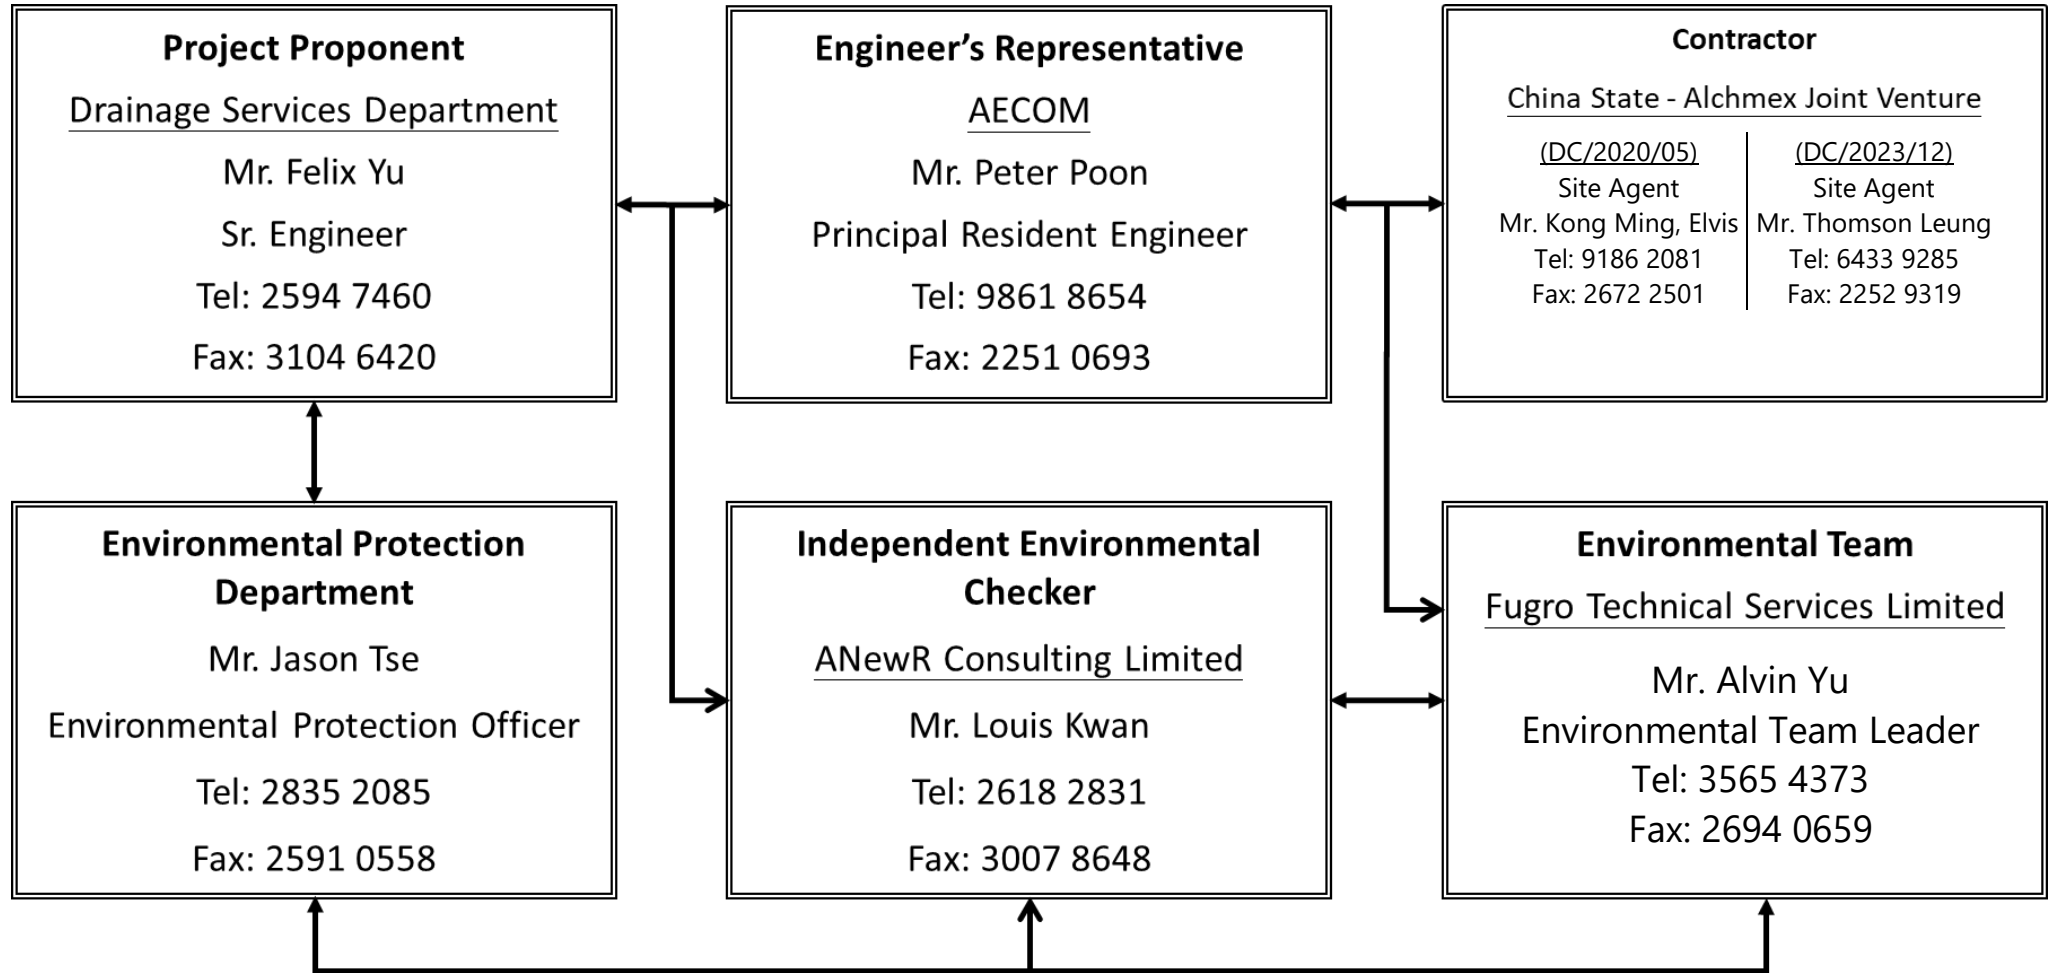 Project Proponent
Drainage Services Department
Mr. Felix Yu
Sr. Engineer
Tel: 2594 7460
Fax: 3104 6420
Engineer’s Representative
AECOM
Mr. Peter Poon
Principal Resident Engineer
Tel: 9861 8654
Fax: 2251 0693
Contractor
China State - Alchmex Joint Venture
(DC/2020/05)
Site Agent
Mr. Kong Ming, Elvis
Tel: 9186 2081
Fax: 2672 2501
(DC/2023/12)
Site Agent
Mr. Thomson Leung
Tel: 6433 9285
Fax: 2252 9319
Environmental Protection
Department
Mr. Jason Tse
Environmental Protection Officer
Tel: 2835 2085
Fax: 2591 0558
Independent Environmental
Checker
ANewR Consulting Limited
Mr. Louis Kwan
Tel: 2618 2831
Fax: 3007 8648
Environmental Team
Fugro Technical Services Limited
Mr. Alvin Yu
Environmental Team Leader
Tel: 3565 4373
Fax: 2694 0659